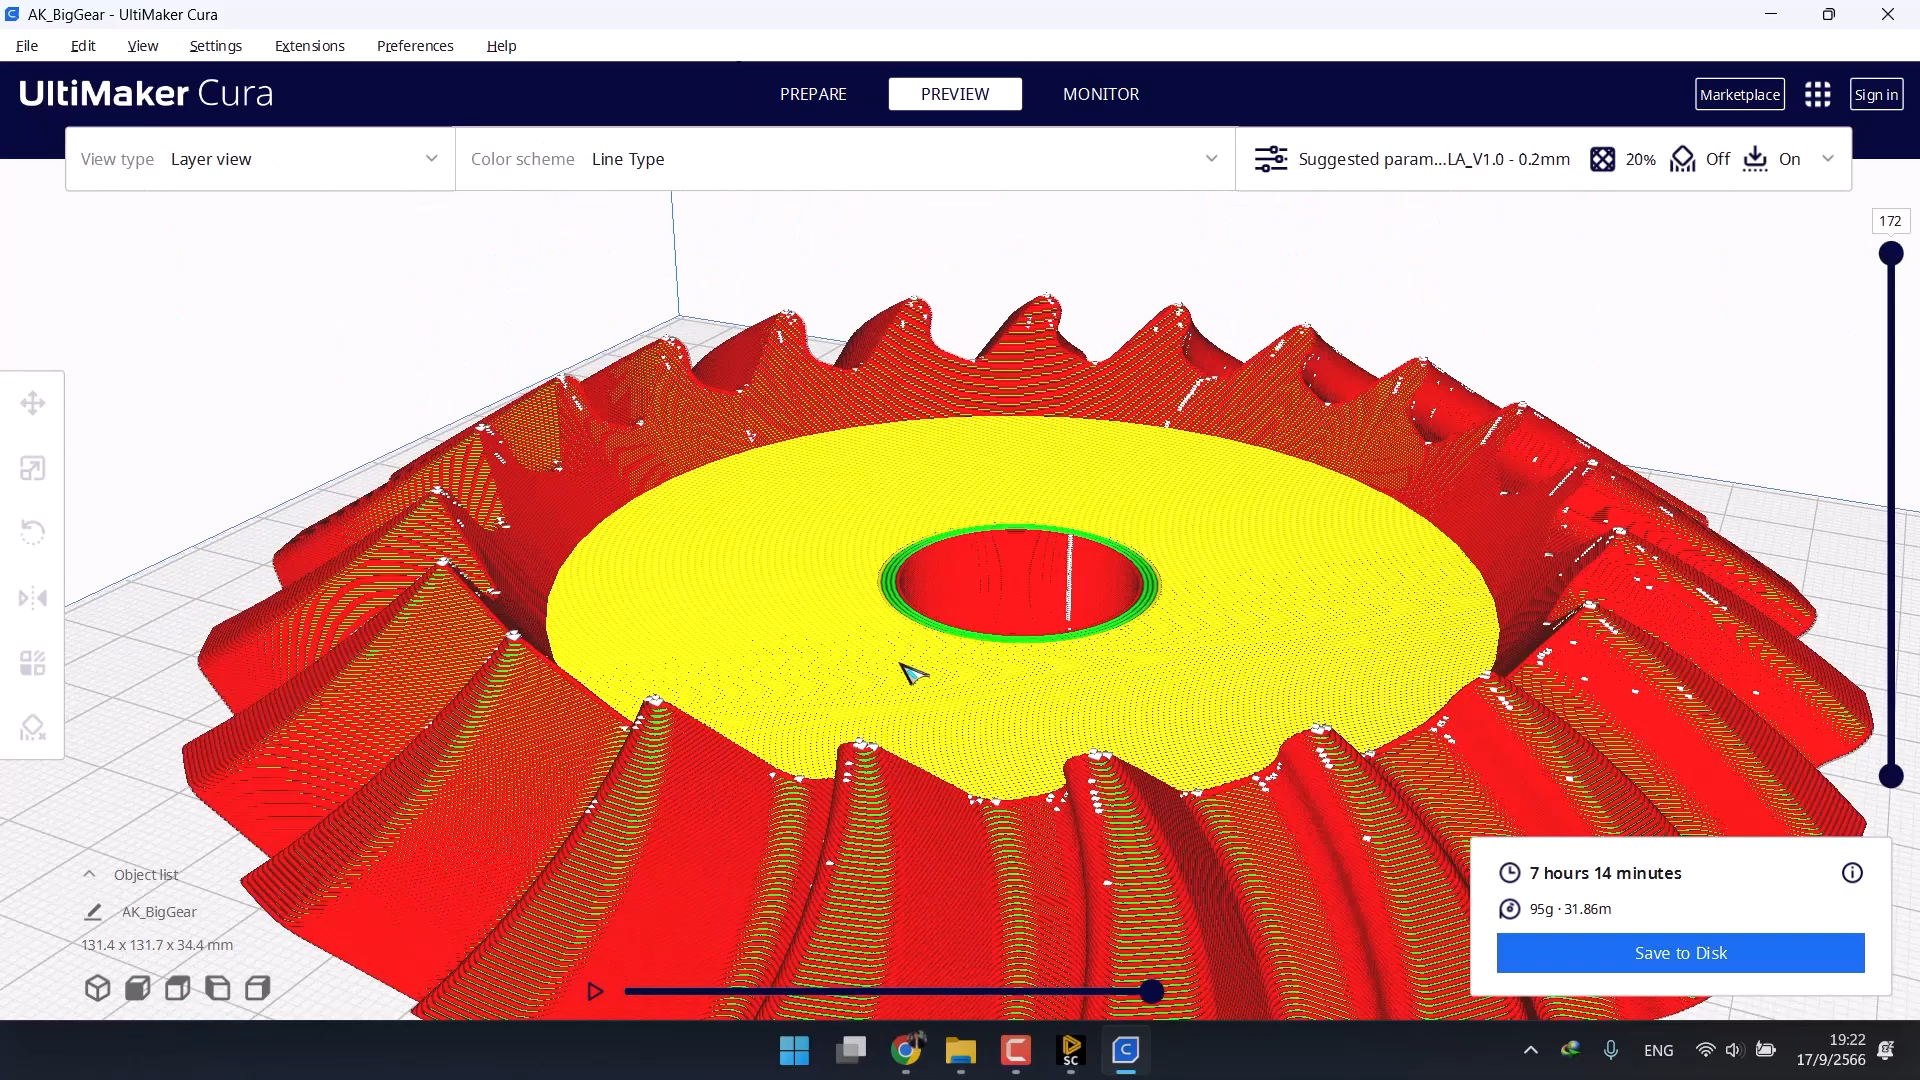 AK_BigGear - UltiMaker Cura
File Edit View Settings Extensions Preferences Help
UltiMaker Cura
PREPARE PREVIEW MONITOR
Marketplace
Sign in
View type Layer view
Color scheme Line Type
Suggested param...LA_V1.0 - 0.2mm 20% Off On
172
Object list
AK_BigGear
131.4 x 131.7 x 34.4 mm
7 hours 14 minutes
95g · 31.86m
Save to Disk
SC
ENG
19:22
17/9/2566